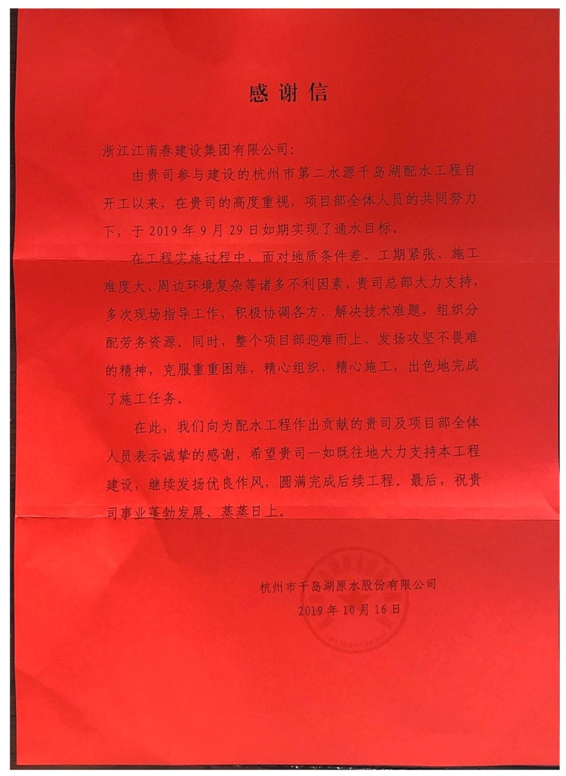 感谢信
浙江江南春建设集团有限公司：
由贵司参与建设的杭州市第二水源千岛湖配水工程自
开工以来，在贵司的高度重视，项目部全体人员的共同努力
下，于2019年9月29日如期实现了通水目标。
在工程实施过程中，面对地质条件差、工期紧张、施工
难度大、周边环境复杂等诸多不利因素，贵司总部大力支持，
多次现场指导工作，积极协调各方、解决技术难题，组织分
配劳务资源。同时，整个项目部迎难而上、发扬攻坚不畏难
的精神，克服重重困难，精心组织，精心施工，出色地完成
了施工任务。
在此，我们向为配水工程作出贡献的贵司及项目部全体
人员表示诚挚的感谢，希望贵司一如既往地大力支持本工程
建设，继续发扬优良作风，圆满完成后续工程。最后，祝贵
司事业蓬勃发展、蒸蒸日上。
杭州市千岛湖原水股份有限公司
2019年10月16日